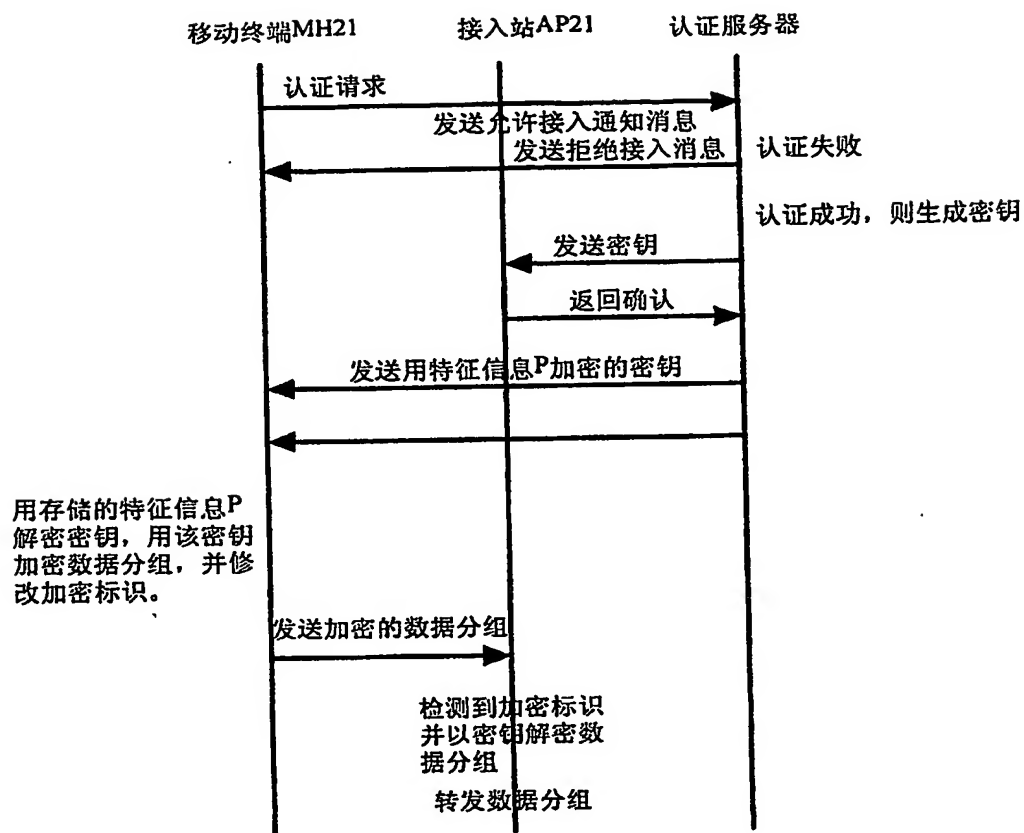 移动终端MH21 接入站AP21 认证服务器
认证请求
发送允许接入通知消息
发送拒绝接入消息 认证失败
认证成功，则生成密钥
发送密钥
返回确认
发送用特征信息P加密的密钥
用存储的特征信息P
解密密钥，用该密钥
加密数据分组，并修
改加密标识。
发送加密的数据分组
检测到加密标识
并以密钥解密数
据分组
转发数据分组